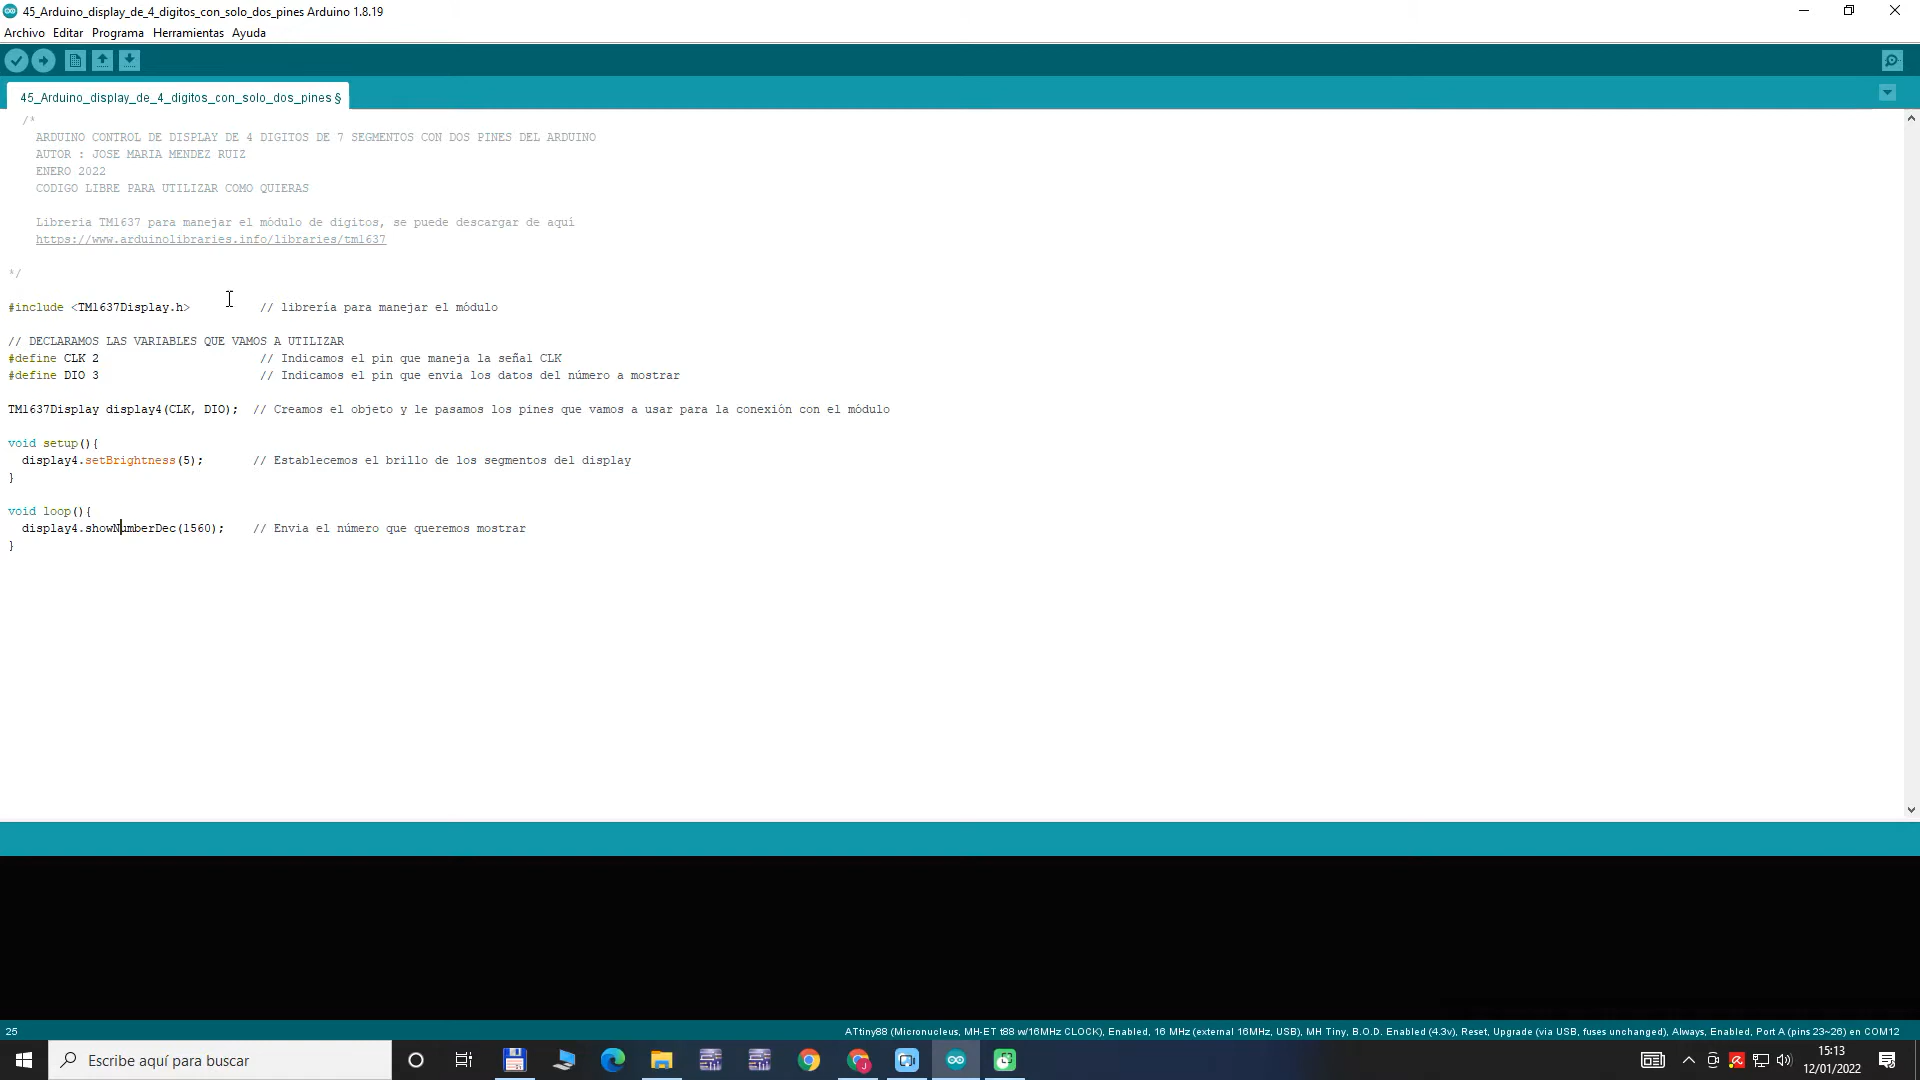 45_Arduino_display_de_4_digitos_con_solo_dos_pines Arduino 1.8.19
Archivo Editar Programa Herramientas Ayuda
45_Arduino_display_de_4_digitos_con_solo_dos_pines §
/*
ARDUINO CONTROL DE DISPLAY DE 4 DIGITOS DE 7 SEGMENTOS CON DOS PINES DEL ARDUINO
AUTOR : JOSE MARIA MENDEZ RUIZ
ENERO 2022
CODIGO LIBRE PARA UTILIZAR COMO QUIERAS
Libreria TM1637 para manejar el módulo de digitos, se puede descargar de aquí
https://www.arduinolibraries.info/libraries/tm1637
*/
#include <TM1637Display.h> // librería para manejar el módulo
// DECLARAMOS LAS VARIABLES QUE VAMOS A UTILIZAR
#define CLK 2 // Indicamos el pin que maneja la señal CLK
#define DIO 3 // Indicamos el pin que envia los datos del número a mostrar
TM1637Display display4(CLK, DIO); // Creamos el objeto y le pasamos los pines que vamos a usar para la conexión con el módulo
void setup(){
display4.setBrightness(5); // Establecemos el brillo de los segmentos del display
}
void loop(){
display4.showNumberDec(1560); // Envia el número que queremos mostrar
}
25 ATtiny88 (Micronucleus, MH-ET t88 w/16MHz CLOCK), Enabled, 16 MHz (external 16MHz, USB), MH Tiny, B.O.D. Enabled (4.3v), Reset, Upgrade (via USB, fuses unchanged), Always, Enabled, Port A (pins 23~26) en COM12
Escribe aquí para buscar
15:13
12/01/2022